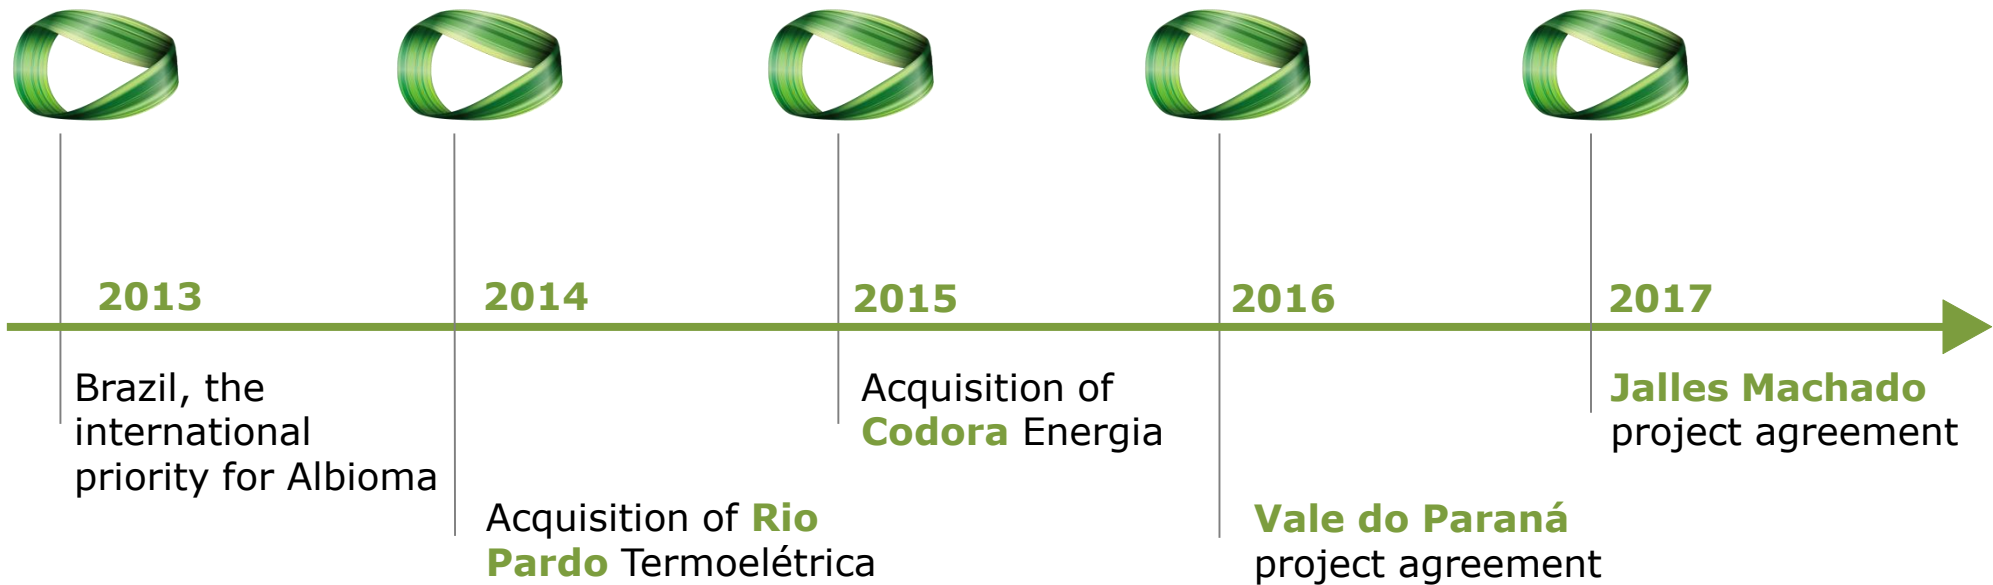 2013
2014
2015
2016
2017
Brazil, the
international
priority for Albioma
Acquisition of Rio
Pardo Termoelétrica
Acquisition of
Codora Energia
Vale do Paraná
project agreement
Jalles Machado
project agreement